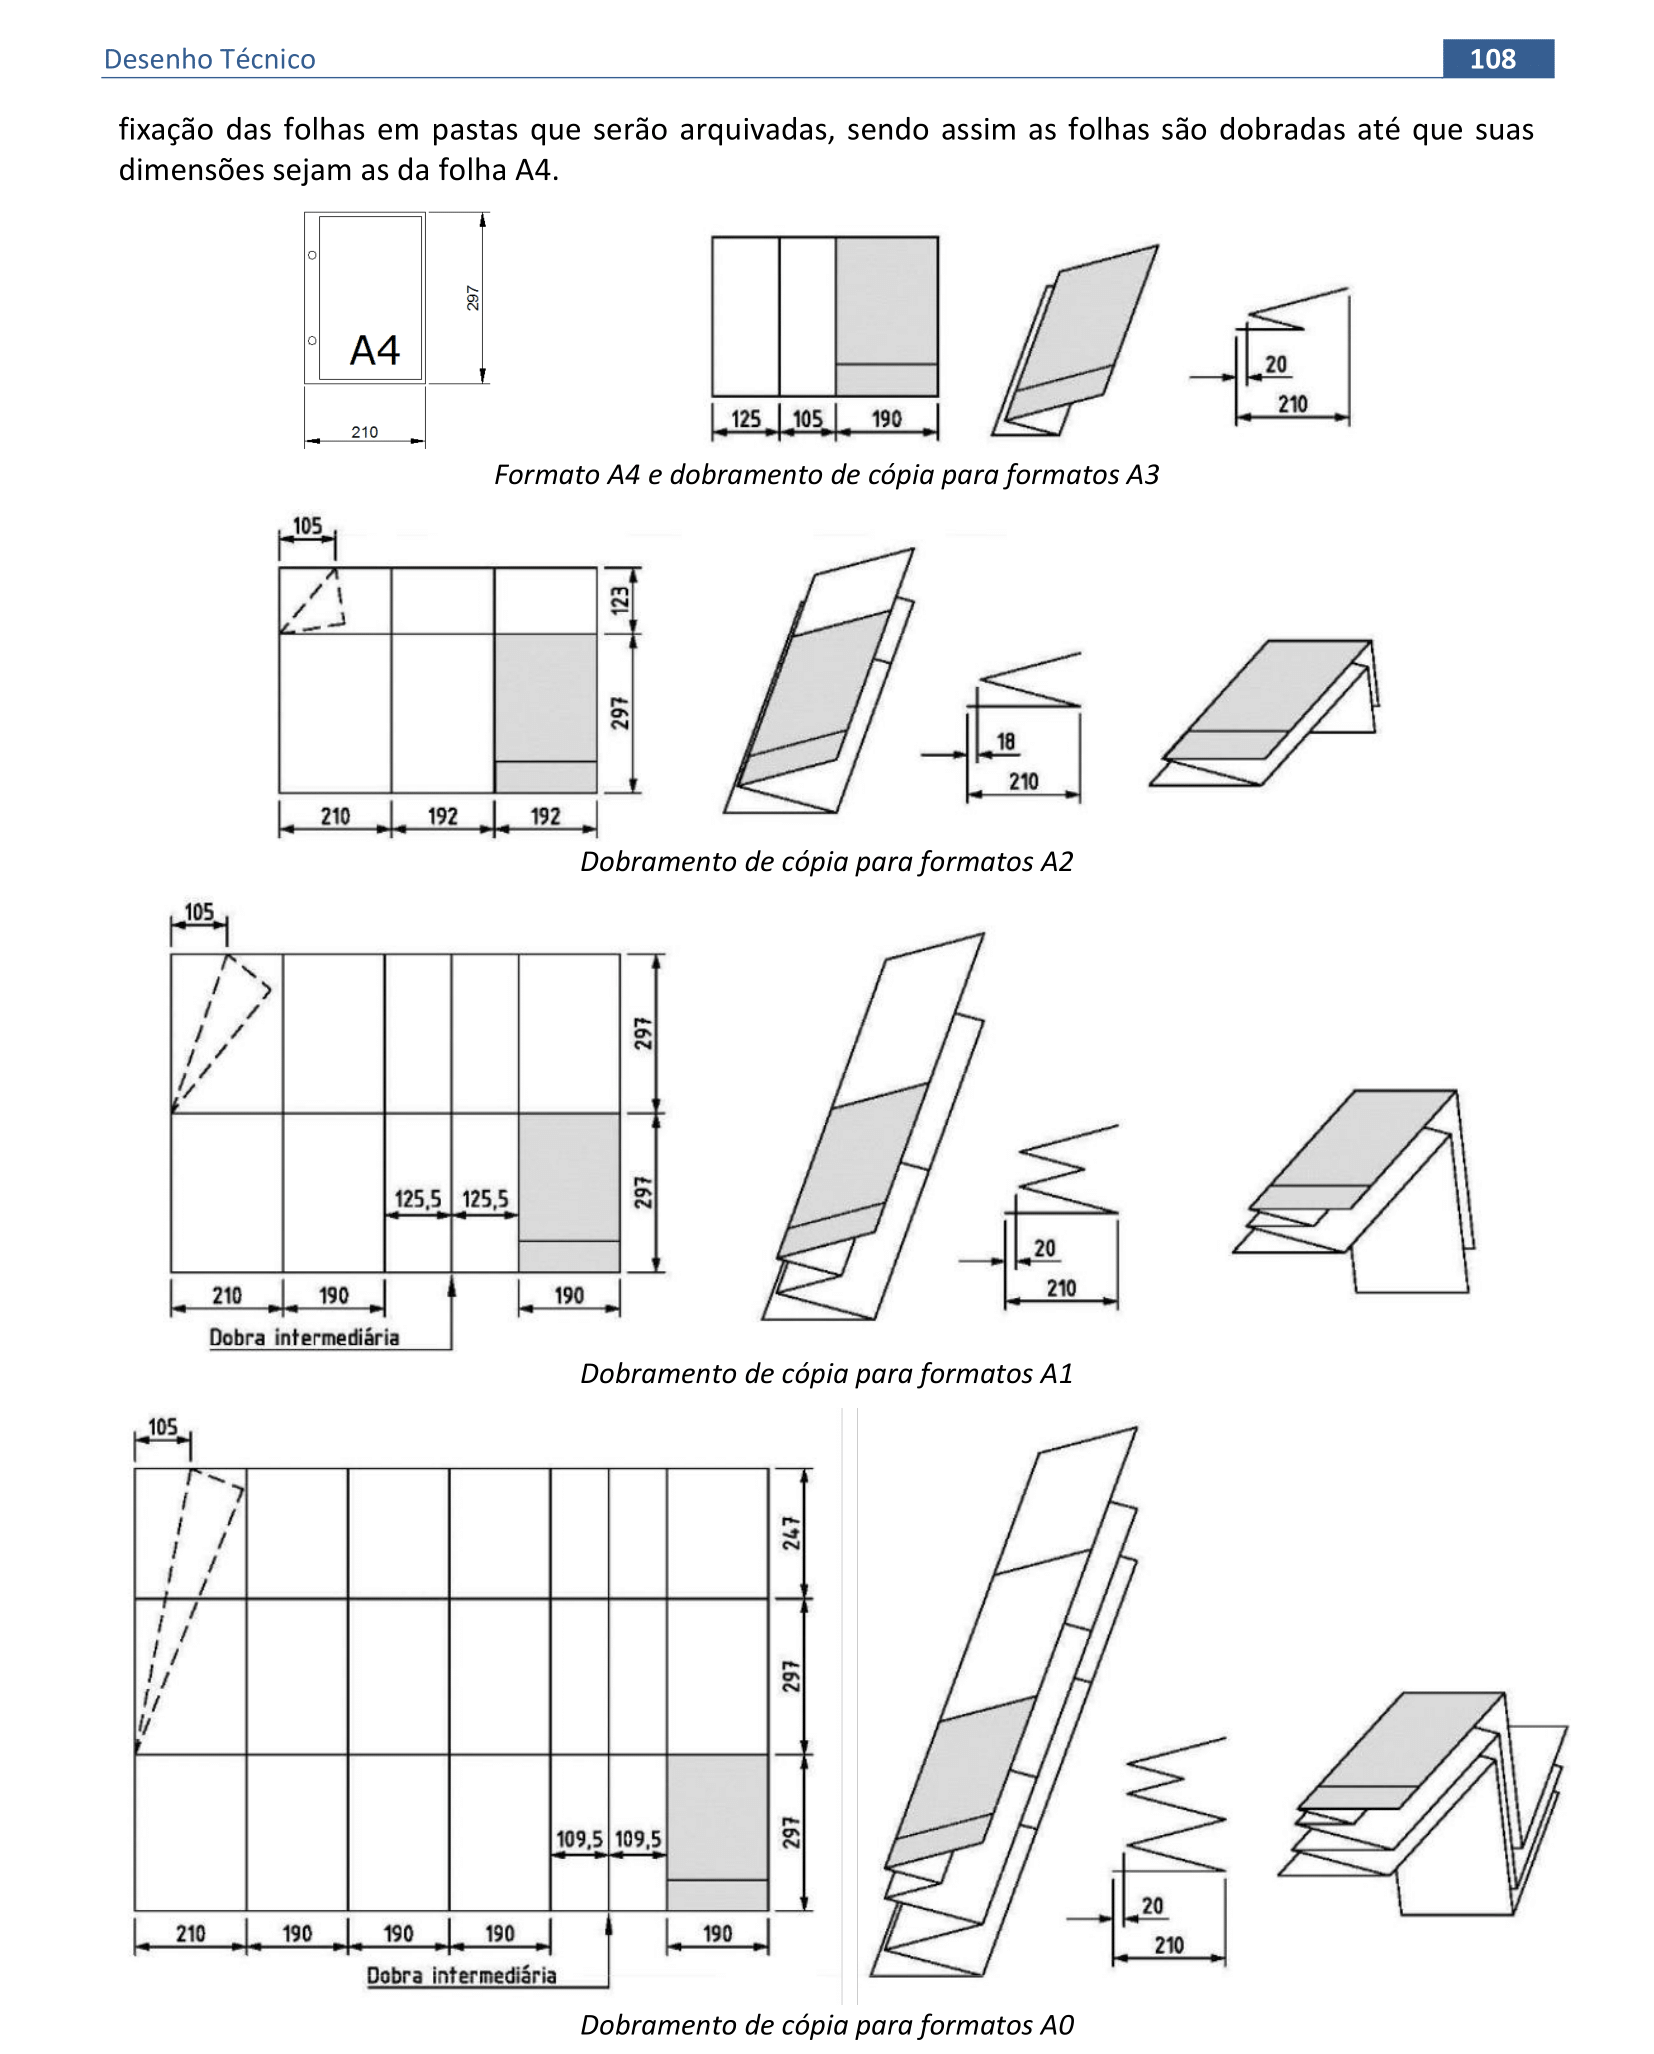 Desenho Técnico
108
fixação das folhas em pastas que serão arquivadas, sendo assim as folhas são dobradas até que suas
dimensões sejam as da folha A4.
297
A4
210
125 105 190
20
210
Formato A4 e dobramento de cópia para formatos A3
105
123
297
210 192 192
18
210
Dobramento de cópia para formatos A2
105
297
297
125,5 125,5
210 190 190
Dobra intermediária
20
210
Dobramento de cópia para formatos A1
105
247
297
297
109,5 109,5
210 190 190 190 190
Dobra intermediária
20
210
Dobramento de cópia para formatos A0